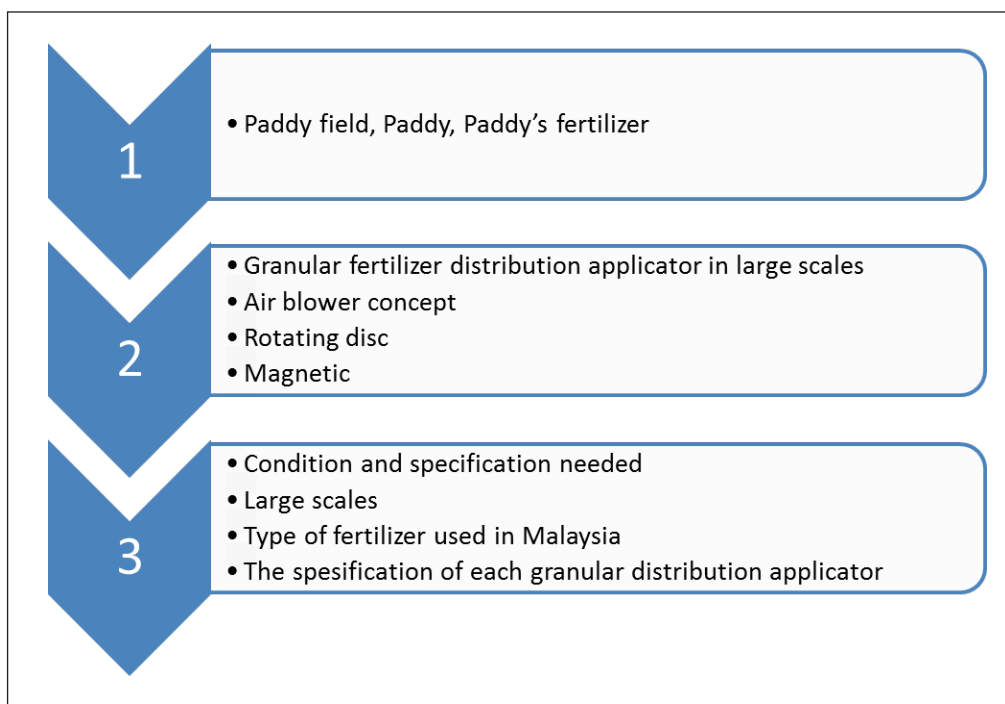 1
• Paddy field, Paddy, Paddy’s fertilizer
2
• Granular fertilizer distribution applicator in large scales
• Air blower concept
• Rotating disc
• Magnetic
3
• Condition and specification needed
• Large scales
• Type of fertilizer used in Malaysia
• The spesification of each granular distribution applicator